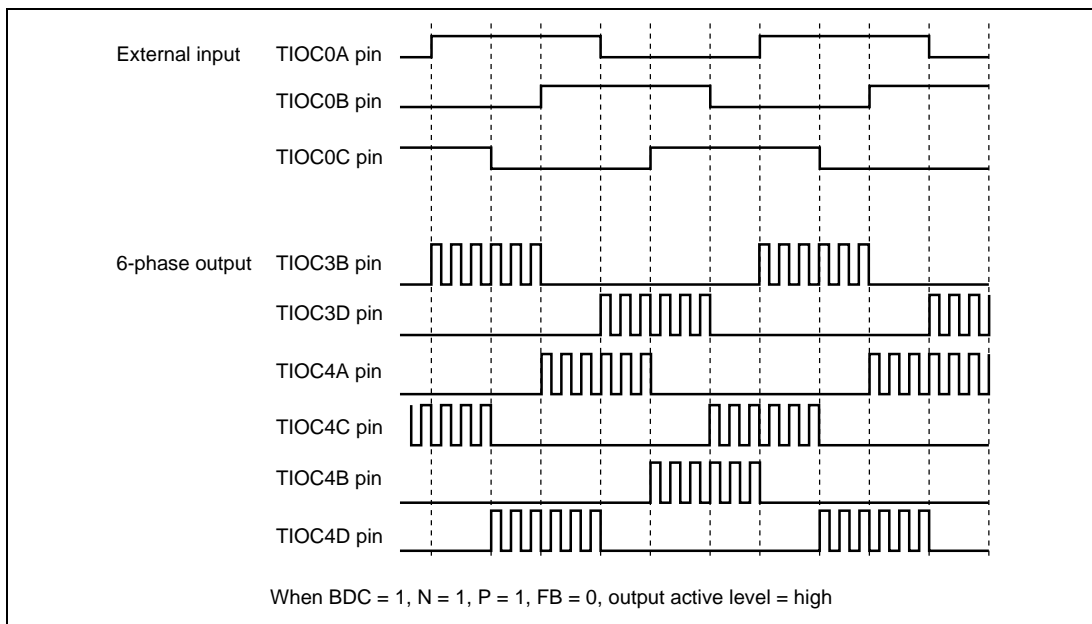 External input TIOC0A pin
TIOC0B pin
TIOC0C pin
6-phase output TIOC3B pin
TIOC3D pin
TIOC4A pin
TIOC4C pin
TIOC4B pin
TIOC4D pin
When BDC = 1, N = 1, P = 1, FB = 0, output active level = high